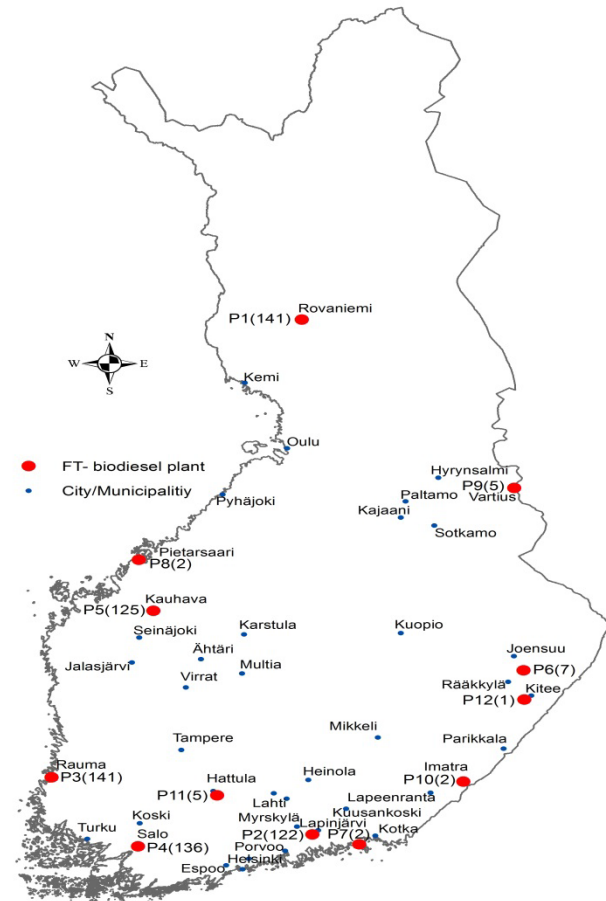 Rovaniemi
P1(141)
N
W E
S
Kemi
Oulu
FT- biodiesel plant
City/Municipalitiy
Hyrynsalmi
P9(5)
Paltamo
Vartius
Pyhäjoki
Kajaani
Sotkamo
Pietarsaari
P8(2)
Kauhava
P5(125)
Seinäjoki
Karstula
Kuopio
Ähtäri
Joensuu
Jalasjärvi
Multia
P6(7)
Virrat
Rääkkylä
Kitee
P12(1)
Mikkeli
Tampere
Parikkala
Rauma
P3(141)
Imatra
Heinola
P10(2)
Hattula
P11(5)
Lahti
Lapeenranta
Kuusankoski
Myrskylä
Koski
Lapinjärvi
Turku
Salo
P2(122)
P7(2)
Kotka
P4(136)
Porvoo
Helsinki
Espoo